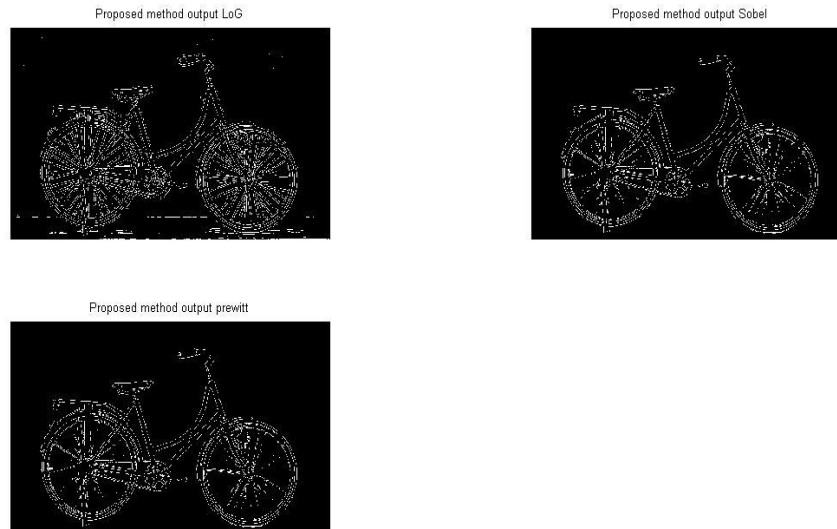 Proposed method output LoG
Proposed method output Sobel
Proposed method output prewitt